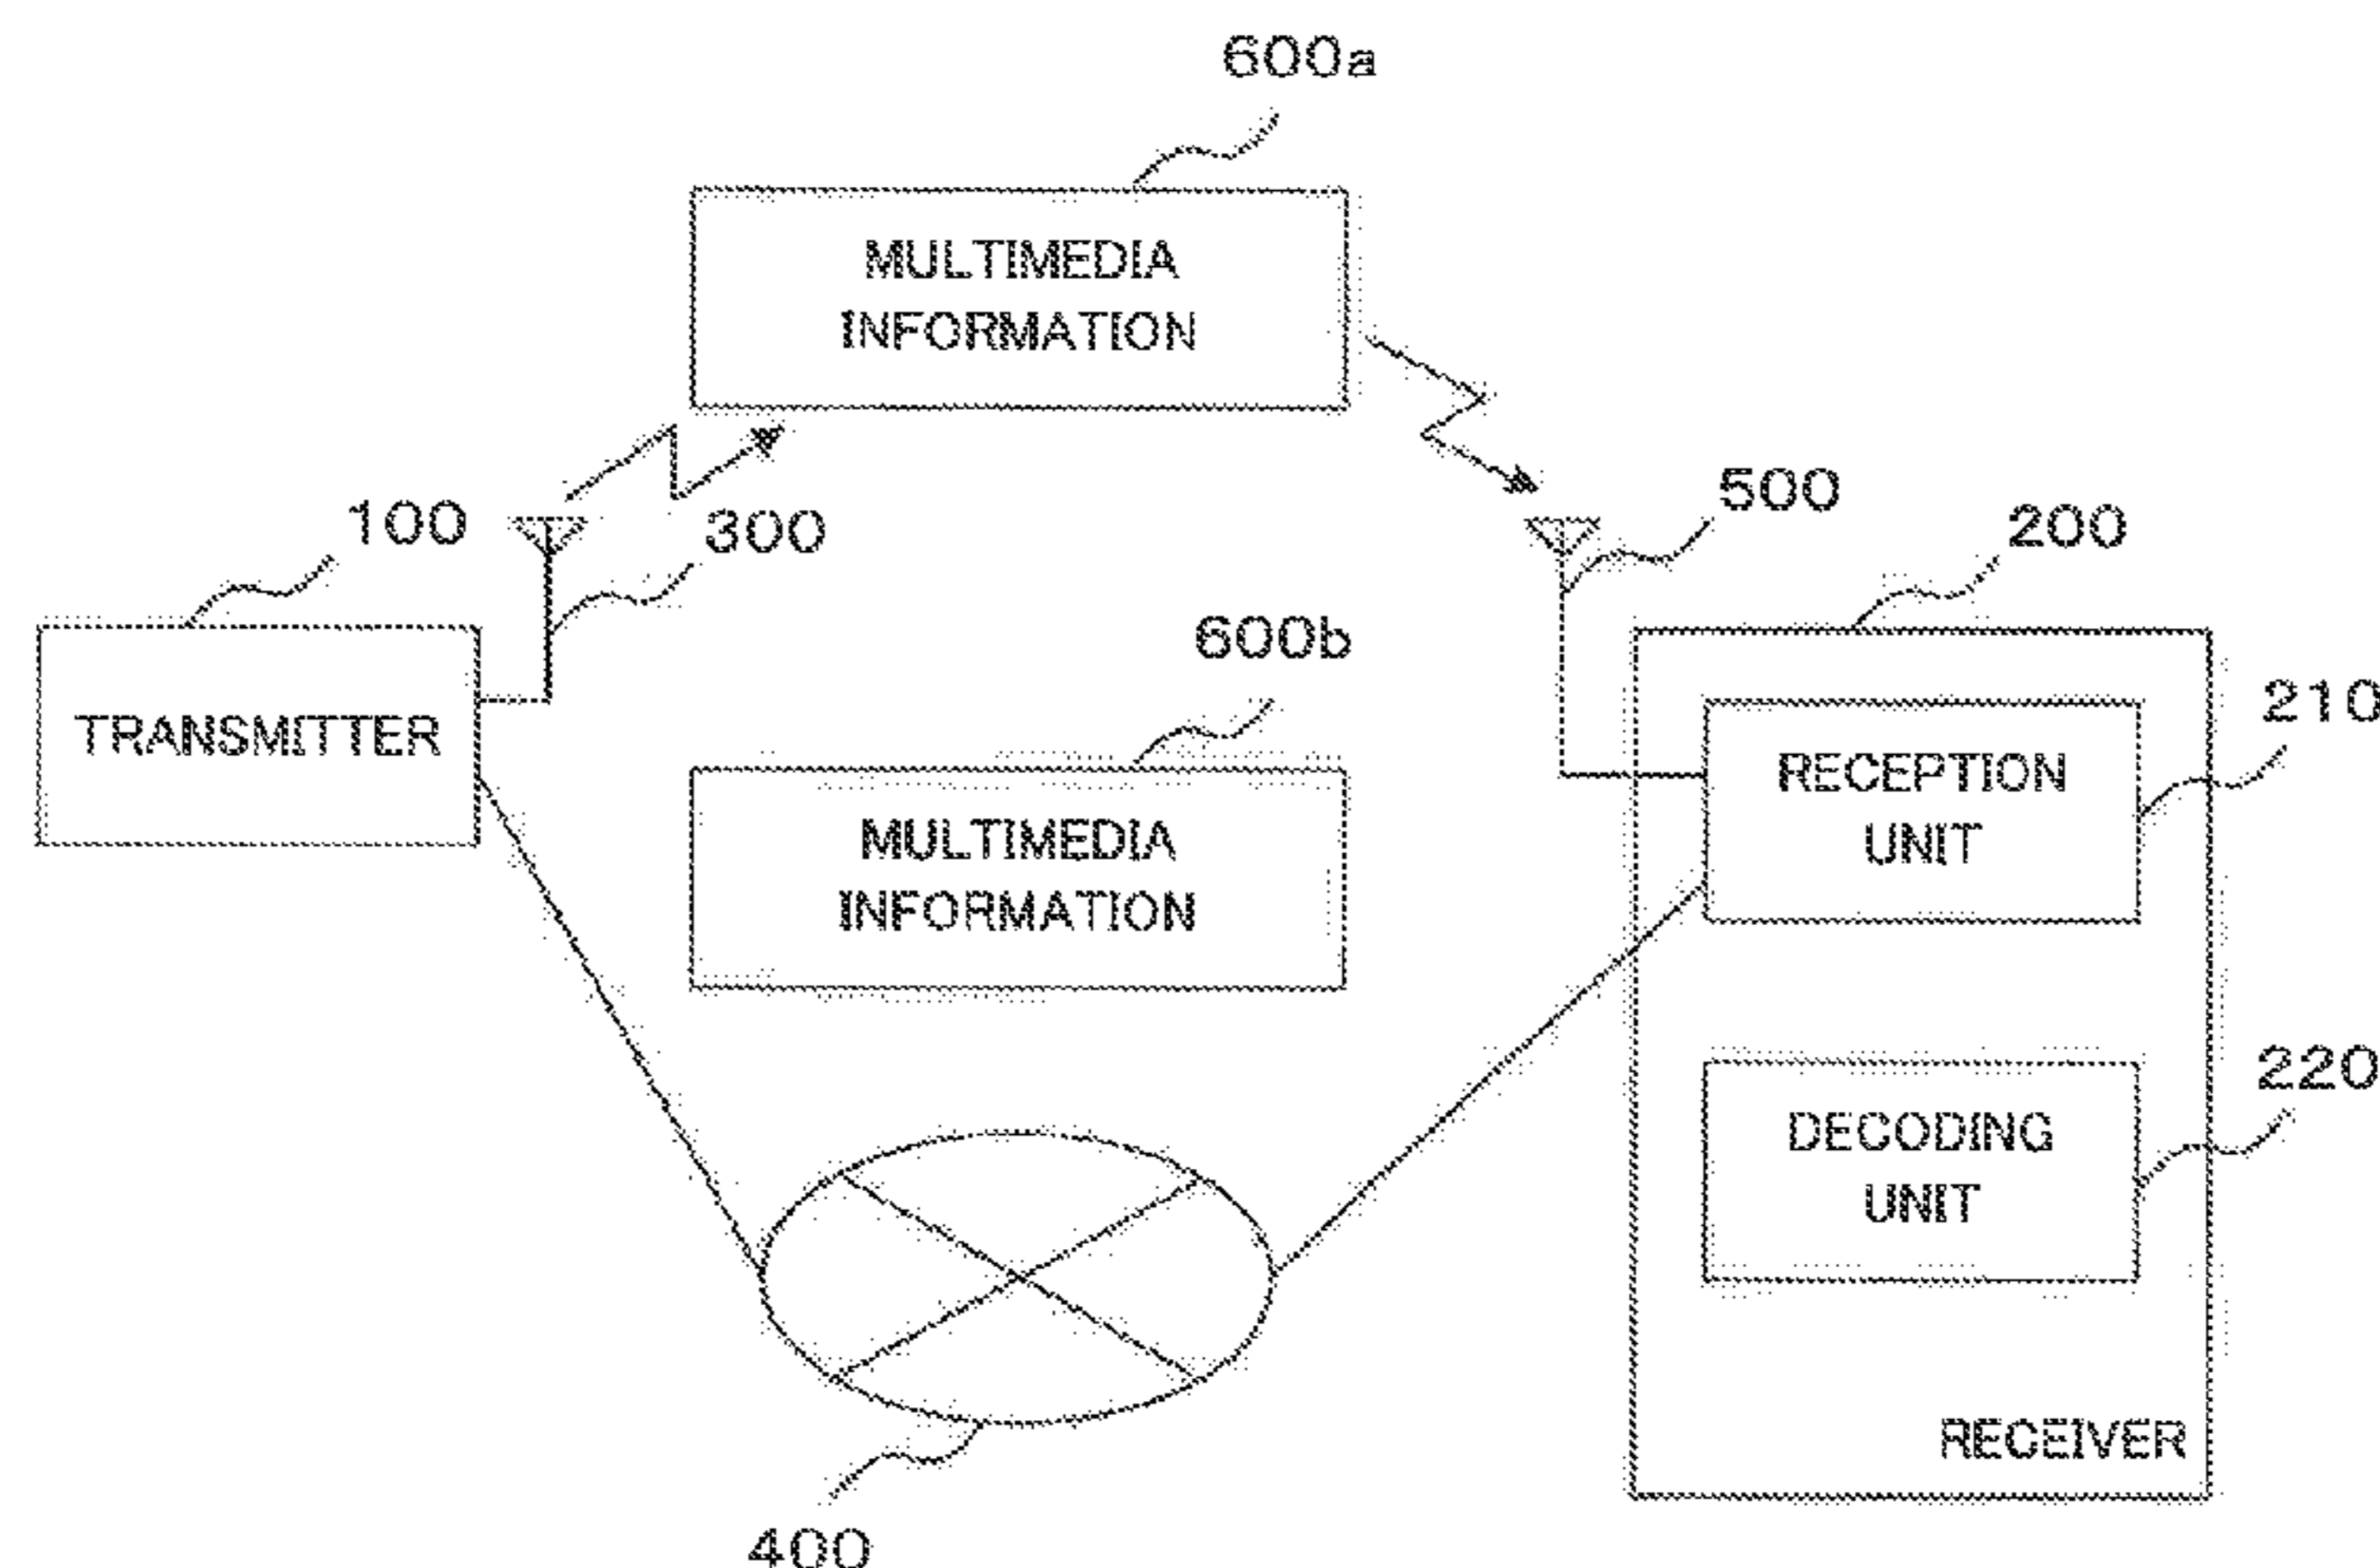 600a
MULTIMEDIA
INFORMATION
100
300
500
200
600b
TRANSMITTER
210
RECEPTION
UNIT
MULTIMEDIA
INFORMATION
220
DECODING
UNIT
RECEIVER
400